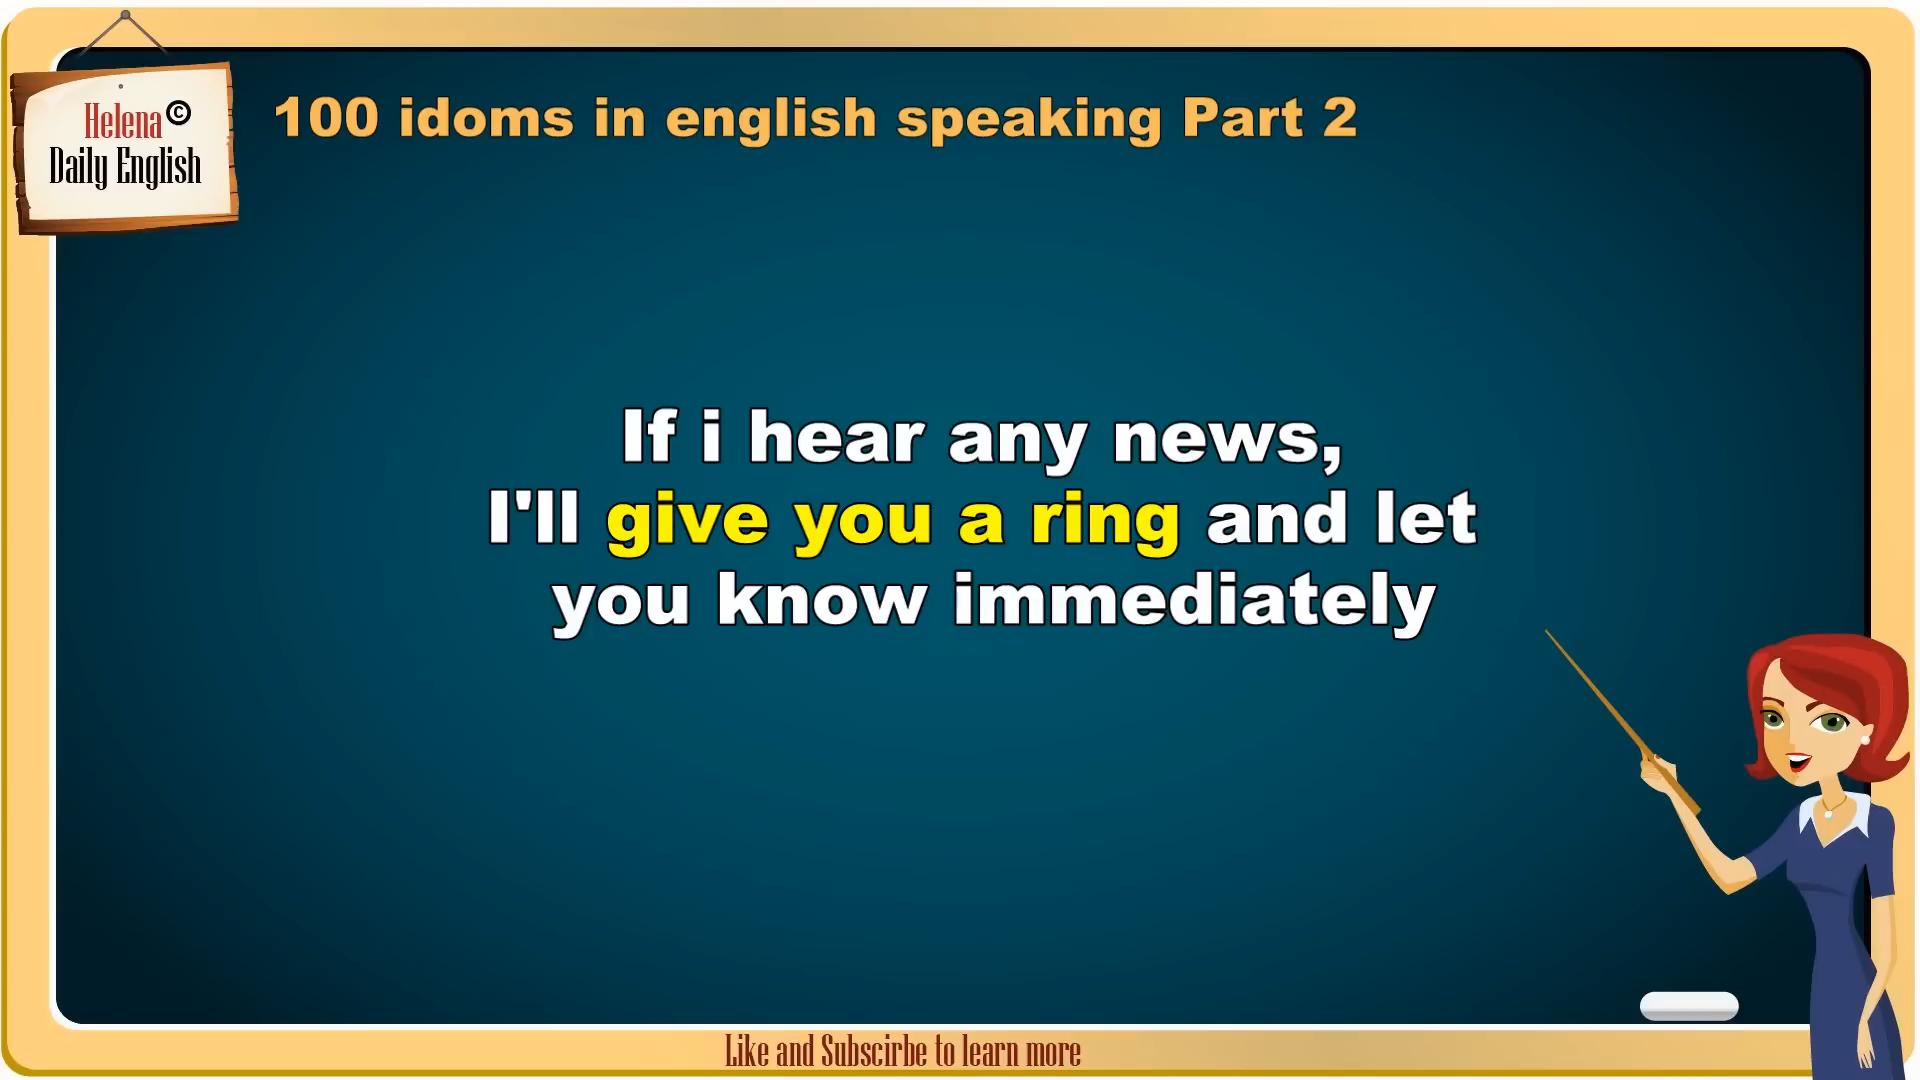 Helena ©
Daily English
100 idoms in english speaking Part 2
If i hear any news,
I'll give you a ring and let
you know immediately
Like and Subscirbe to learn more